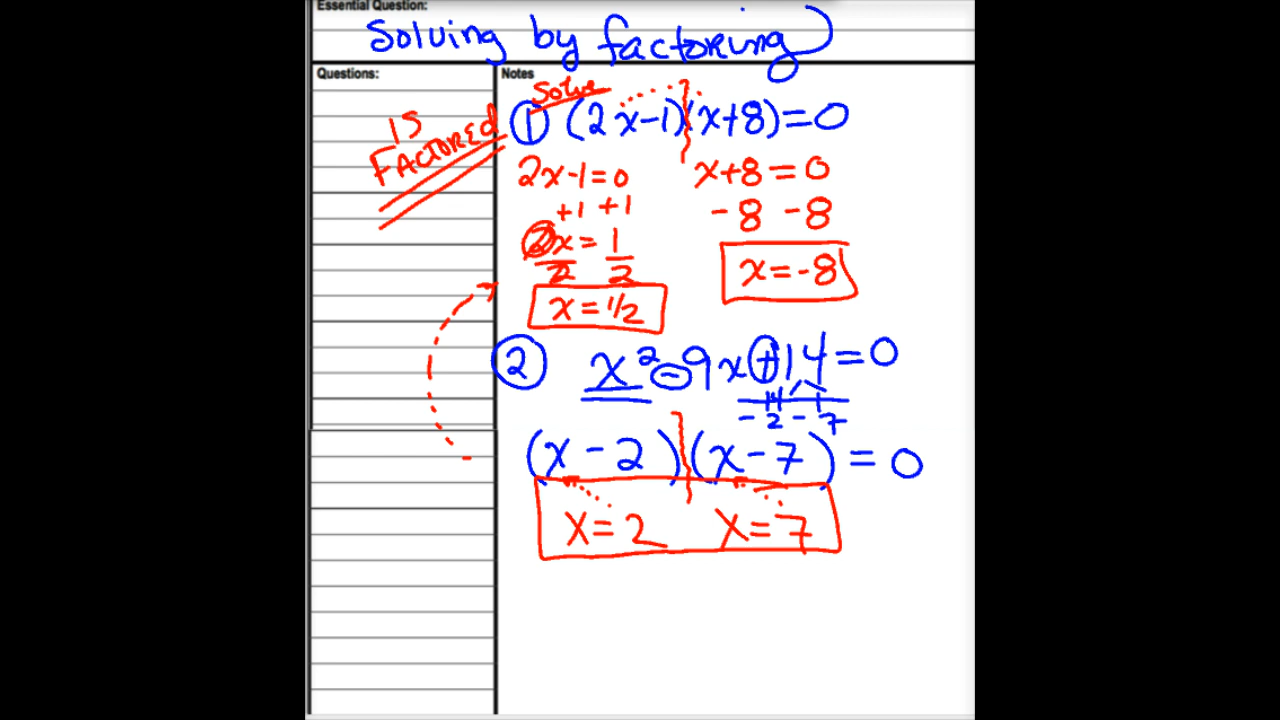 Essential Question:
Solving by factoring
Questions:
Notes
IS
FACTORED
Solve
① (2x-1)(x+8)=0
2x-1=0
x+8=0
+1 +1
-8 -8
2x = 1
2 2
x=-8
x=1/2
② x²-9x+14=0
-2 -7
(x-2)(x-7)=0
x=2 x=7